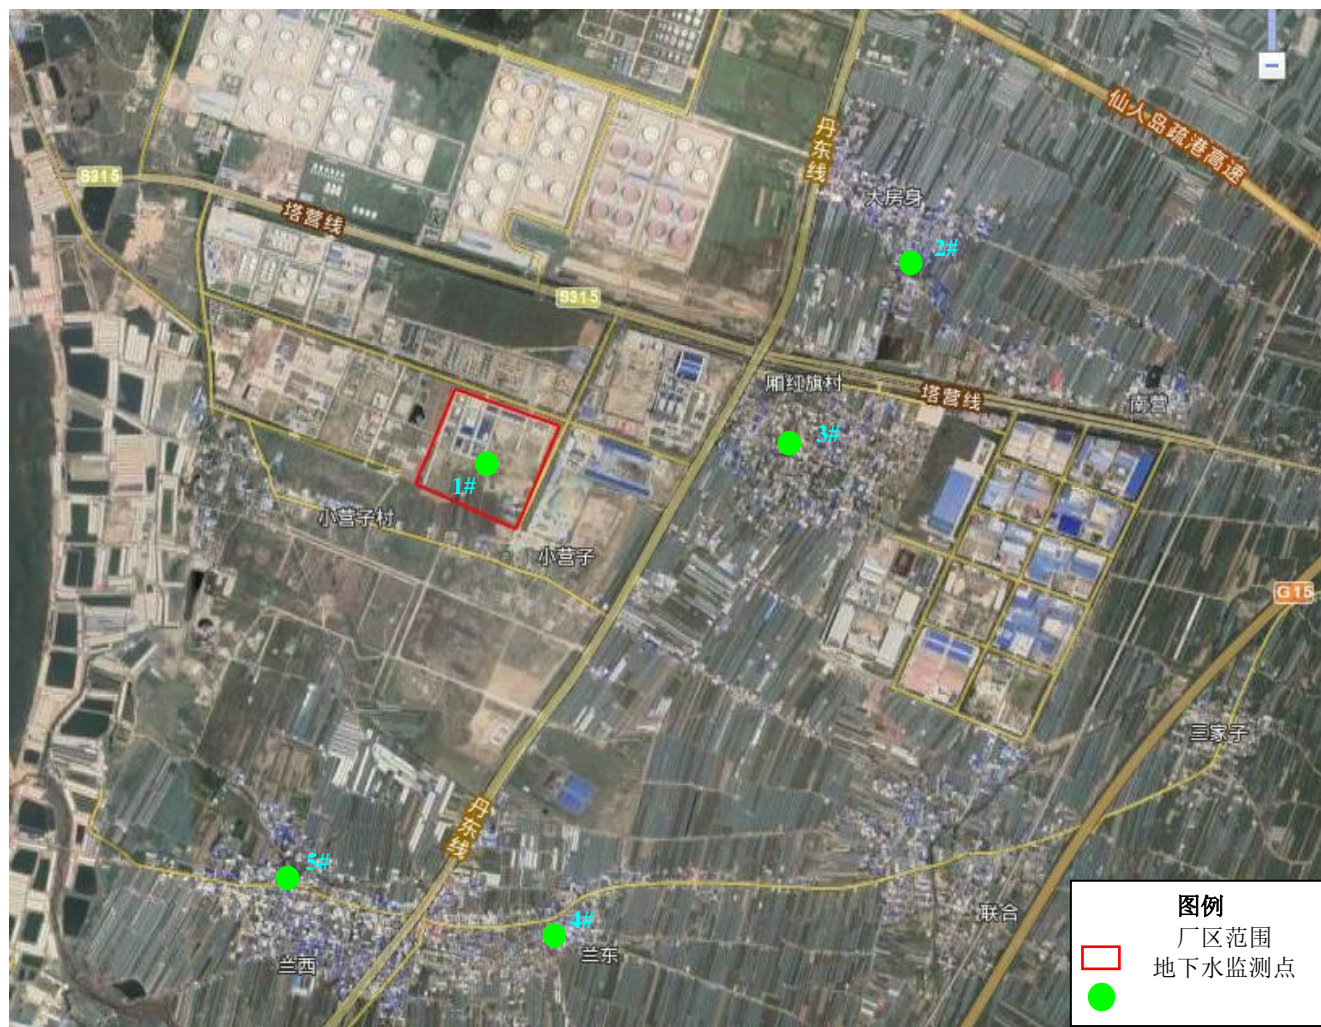 仙人岛疏港高速
丹东线
S315
大房身
塔营线
2#
S315
厢红旗村
塔营线
南营
3#
1#
小营子村
小营子
G15
三家子
丹东线
5#
4#
联合
兰东
兰西
图例
厂区范围
地下水监测点